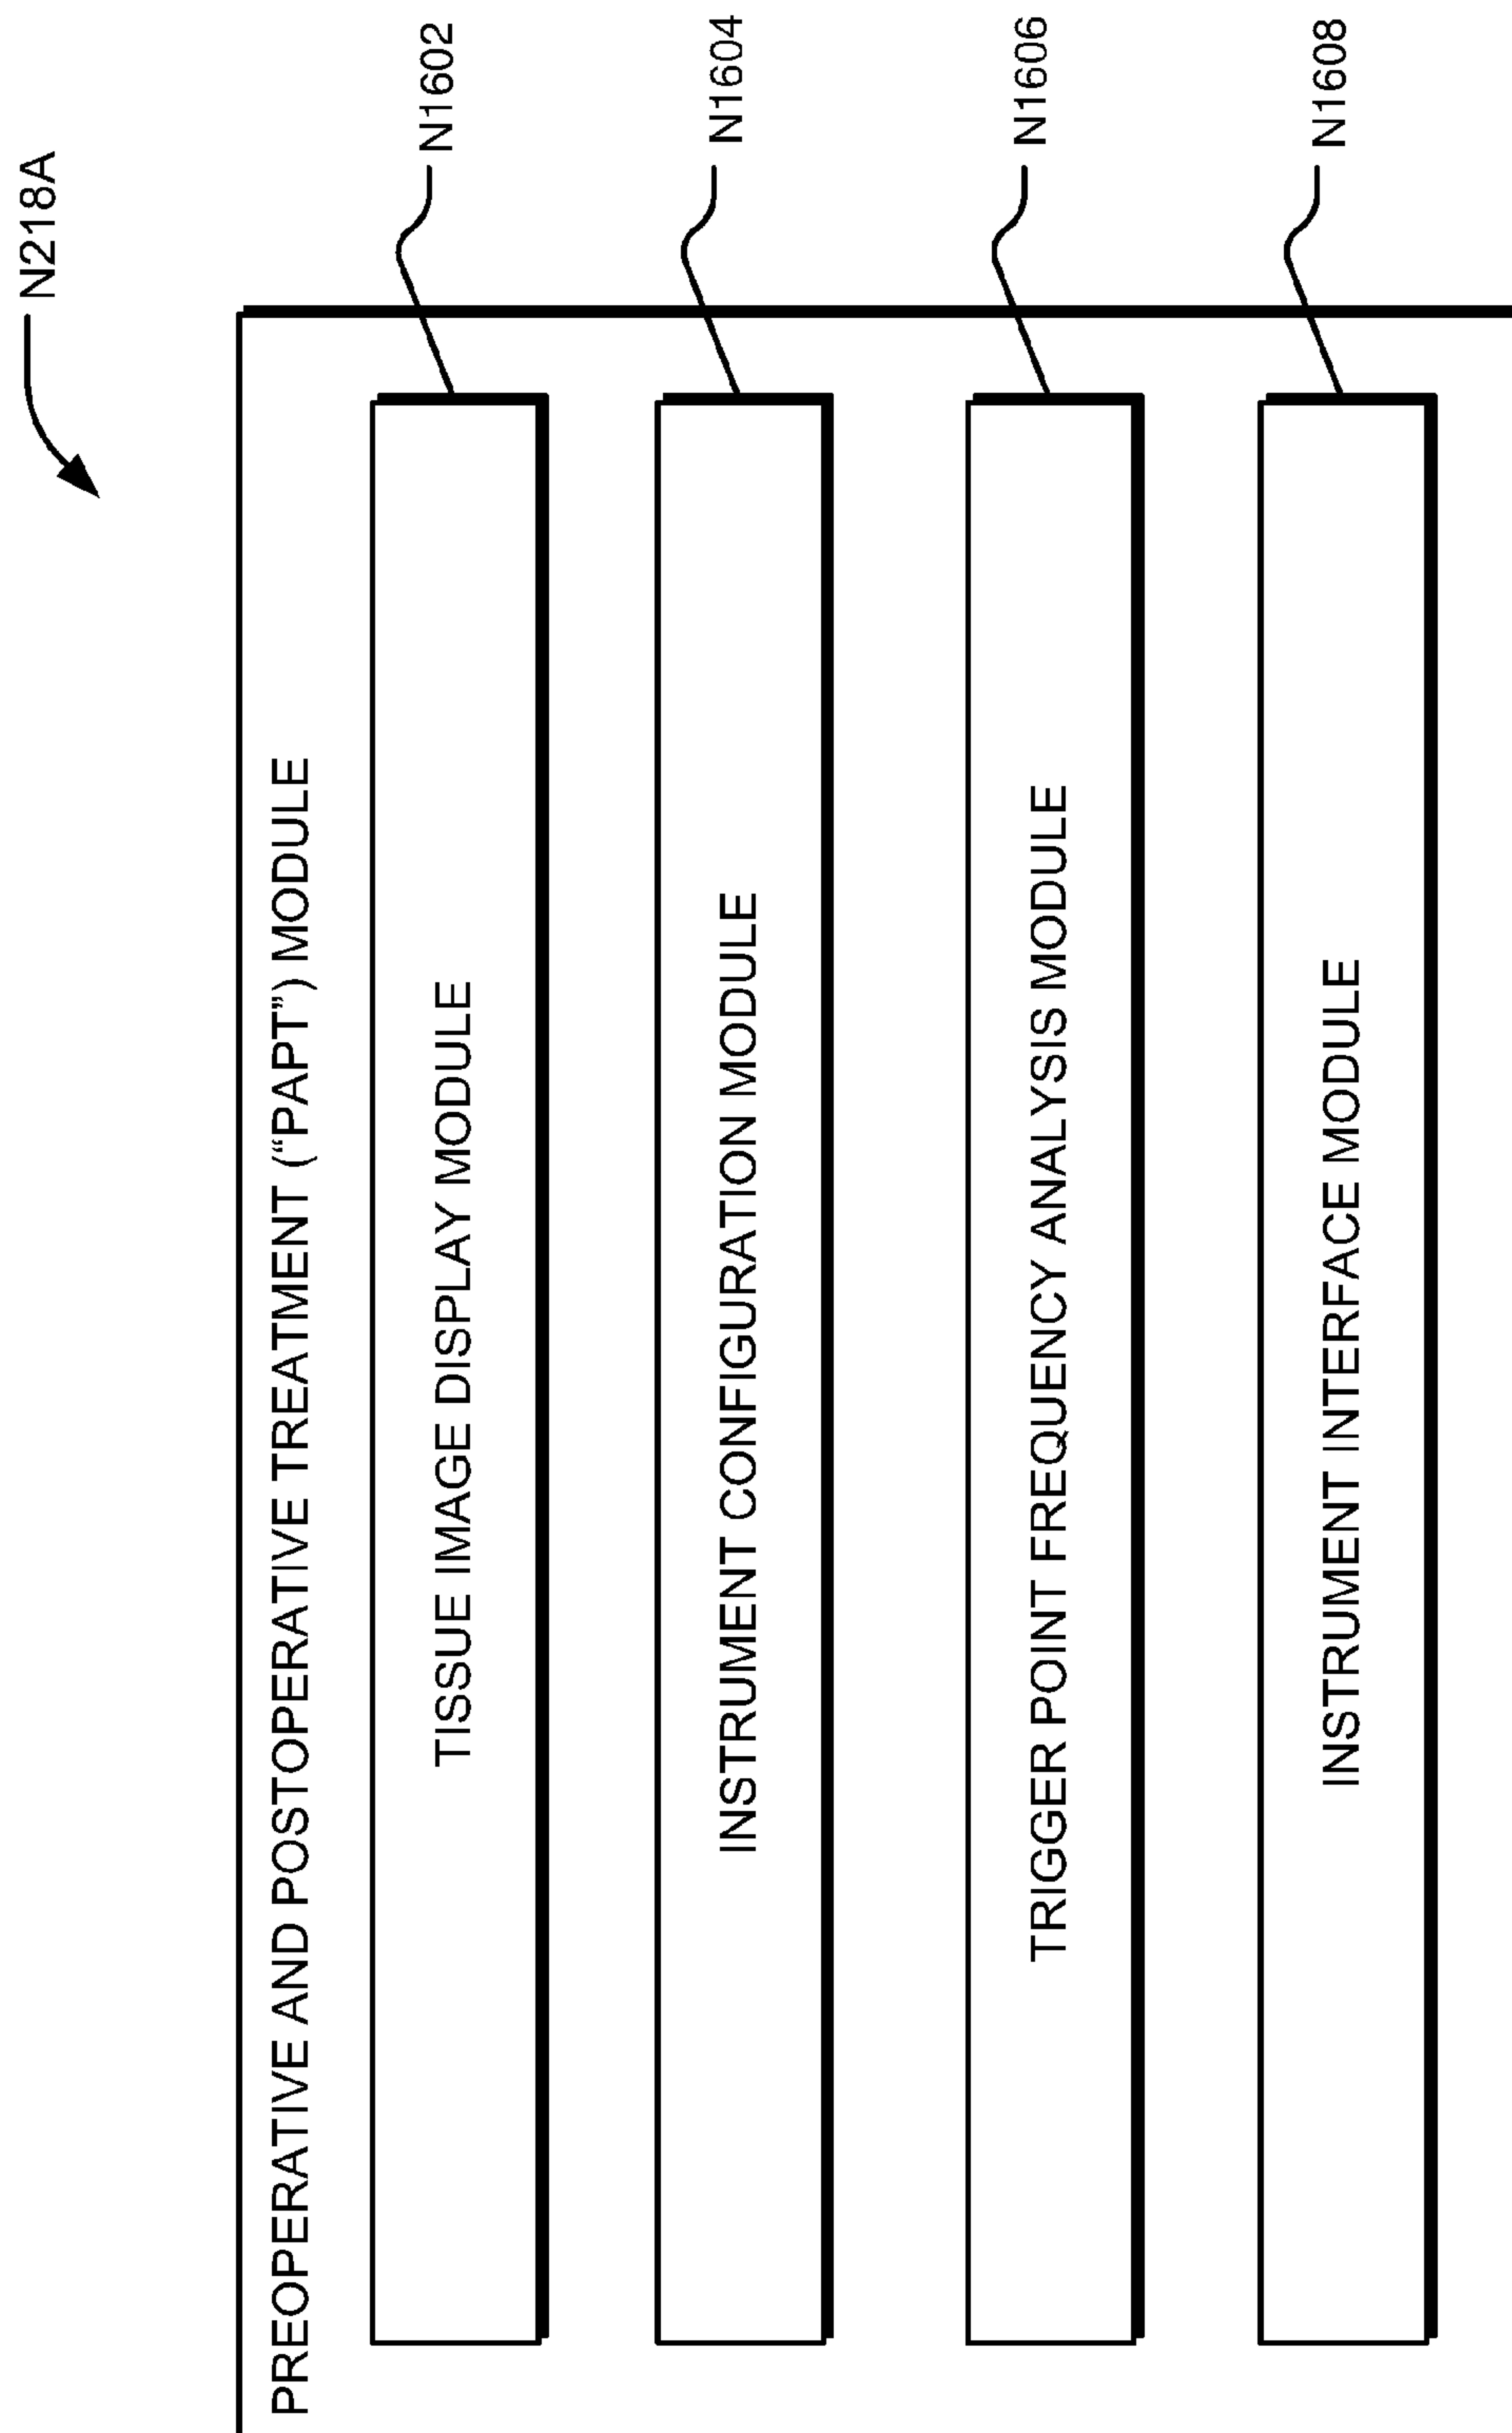 N218A
PREOPERATIVE AND POSTOPERATIVE TREATMENT (“PAPT”) MODULE
TISSUE IMAGE DISPLAY MODULE
N1602
INSTRUMENT CONFIGURATION MODULE
N1604
TRIGGER POINT FREQUENCY ANALYSIS MODULE
N1606
INSTRUMENT INTERFACE MODULE
N1608